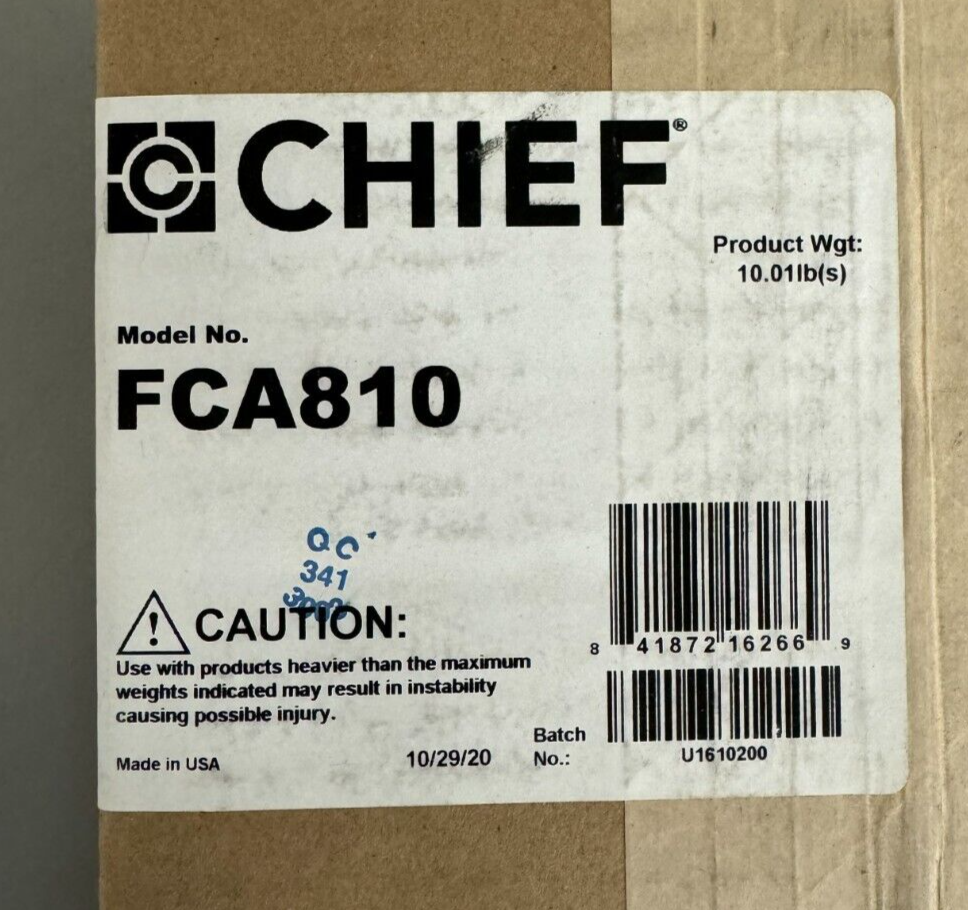 CHIEF®
Product Wgt:
10.01lb(s)
Model No.
FCA810
QC
341
CAUTION:
Use with products heavier than the maximum
weights indicated may result in instability
causing possible injury.
8 41872 16266 9
Made in USA
10/29/20
Batch
No.:
U1610200